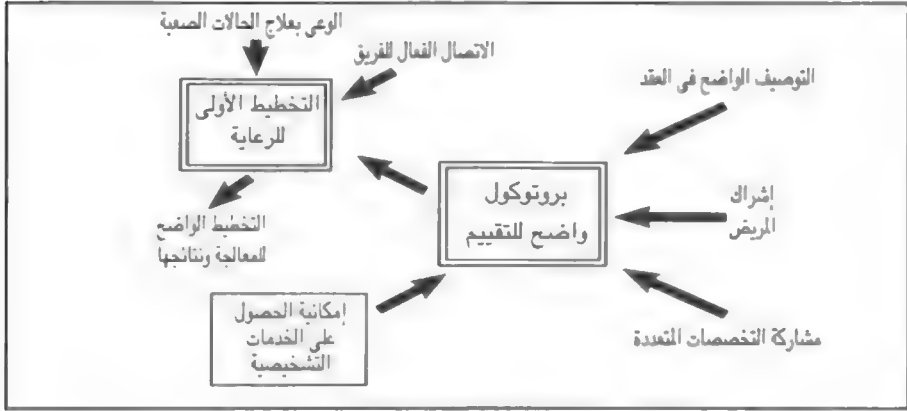 الوعى بعلاج الحالات الصعبة
الاتصال الفعال للفريق
التخطيط الأولى
للرعاية
التوصيف الواضح فى العقد
بروتوكول
واضح للتقييم
إشراك
المريض
التخطيط الواضح
للمعالجة ونتائجها
إمكانية الحصول
على الخدمات
التشخيصية
مشاركة التخصصات المتعددة